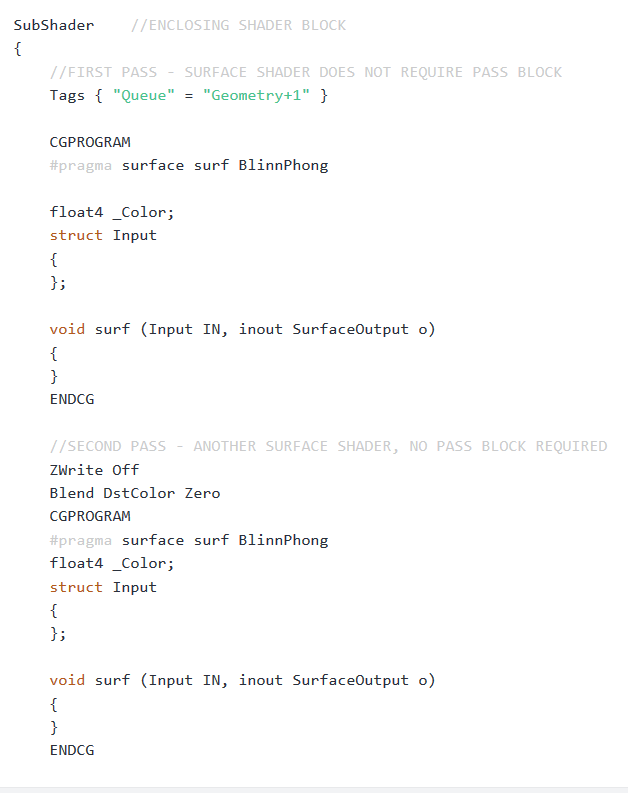 SubShader    //ENCLOSING SHADER BLOCK
{
    //FIRST PASS - SURFACE SHADER DOES NOT REQUIRE PASS BLOCK
    Tags { "Queue" = "Geometry+1" }

    CGPROGRAM
    #pragma surface surf BlinnPhong

    float4 _Color;
    struct Input
    {
    };

    void surf (Input IN, inout SurfaceOutput o)
    {
    }
    ENDCG

    //SECOND PASS - ANOTHER SURFACE SHADER, NO PASS BLOCK REQUIRED
    ZWrite Off
    Blend DstColor Zero
    CGPROGRAM
    #pragma surface surf BlinnPhong
    float4 _Color;
    struct Input
    {
    };

    void surf (Input IN, inout SurfaceOutput o)
    {
    }
    ENDCG